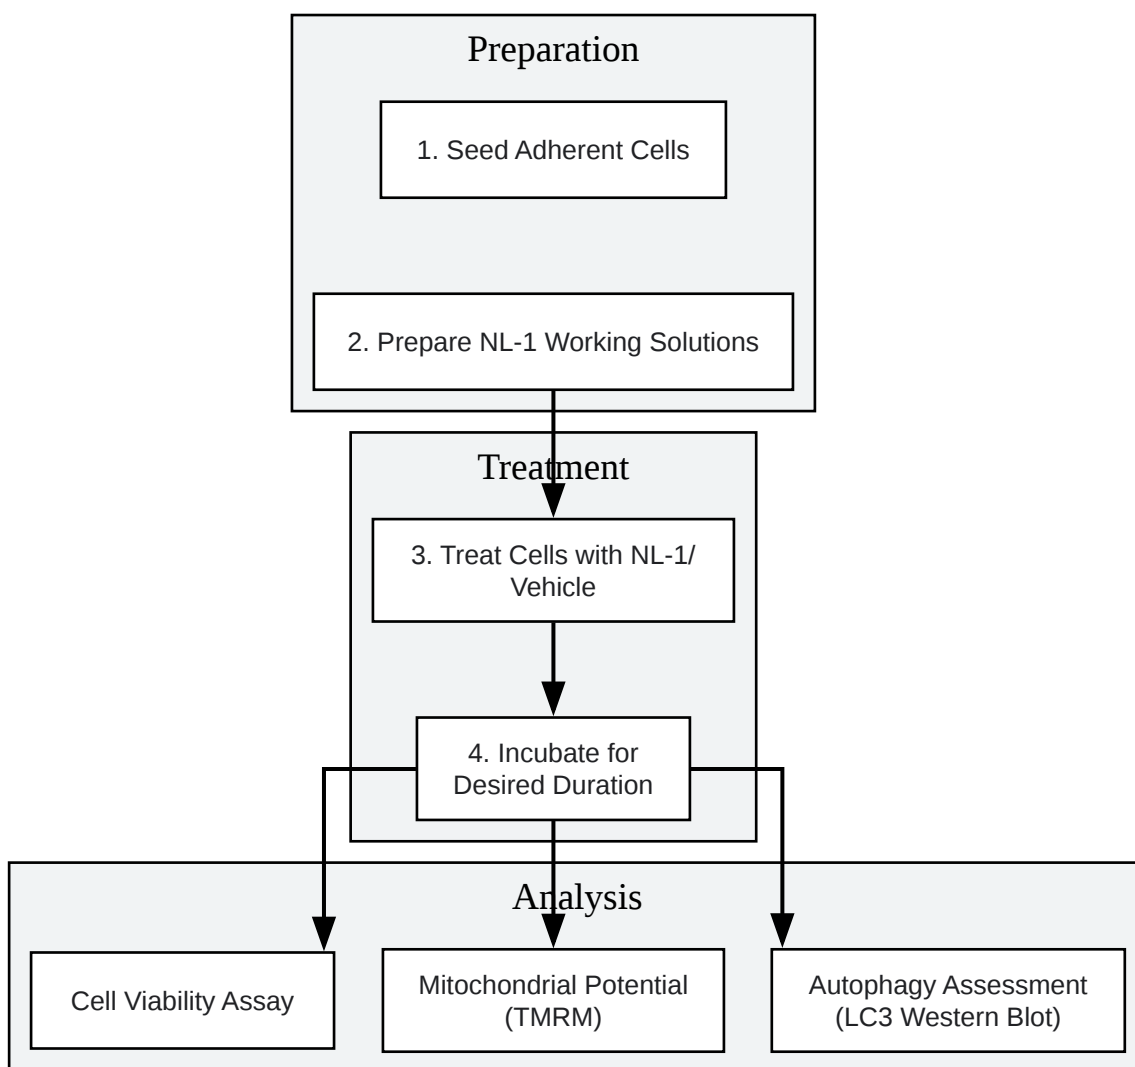 Preparation
1. Seed Adherent Cells
2. Prepare NL-1 Working Solutions
Treatment
3. Treat Cells with NL-1/
Vehicle
4. Incubate for
Desired Duration
Analysis
Cell Viability Assay
Mitochondrial Potential
(TMRM)
Autophagy Assessment
(LC3 Western Blot)